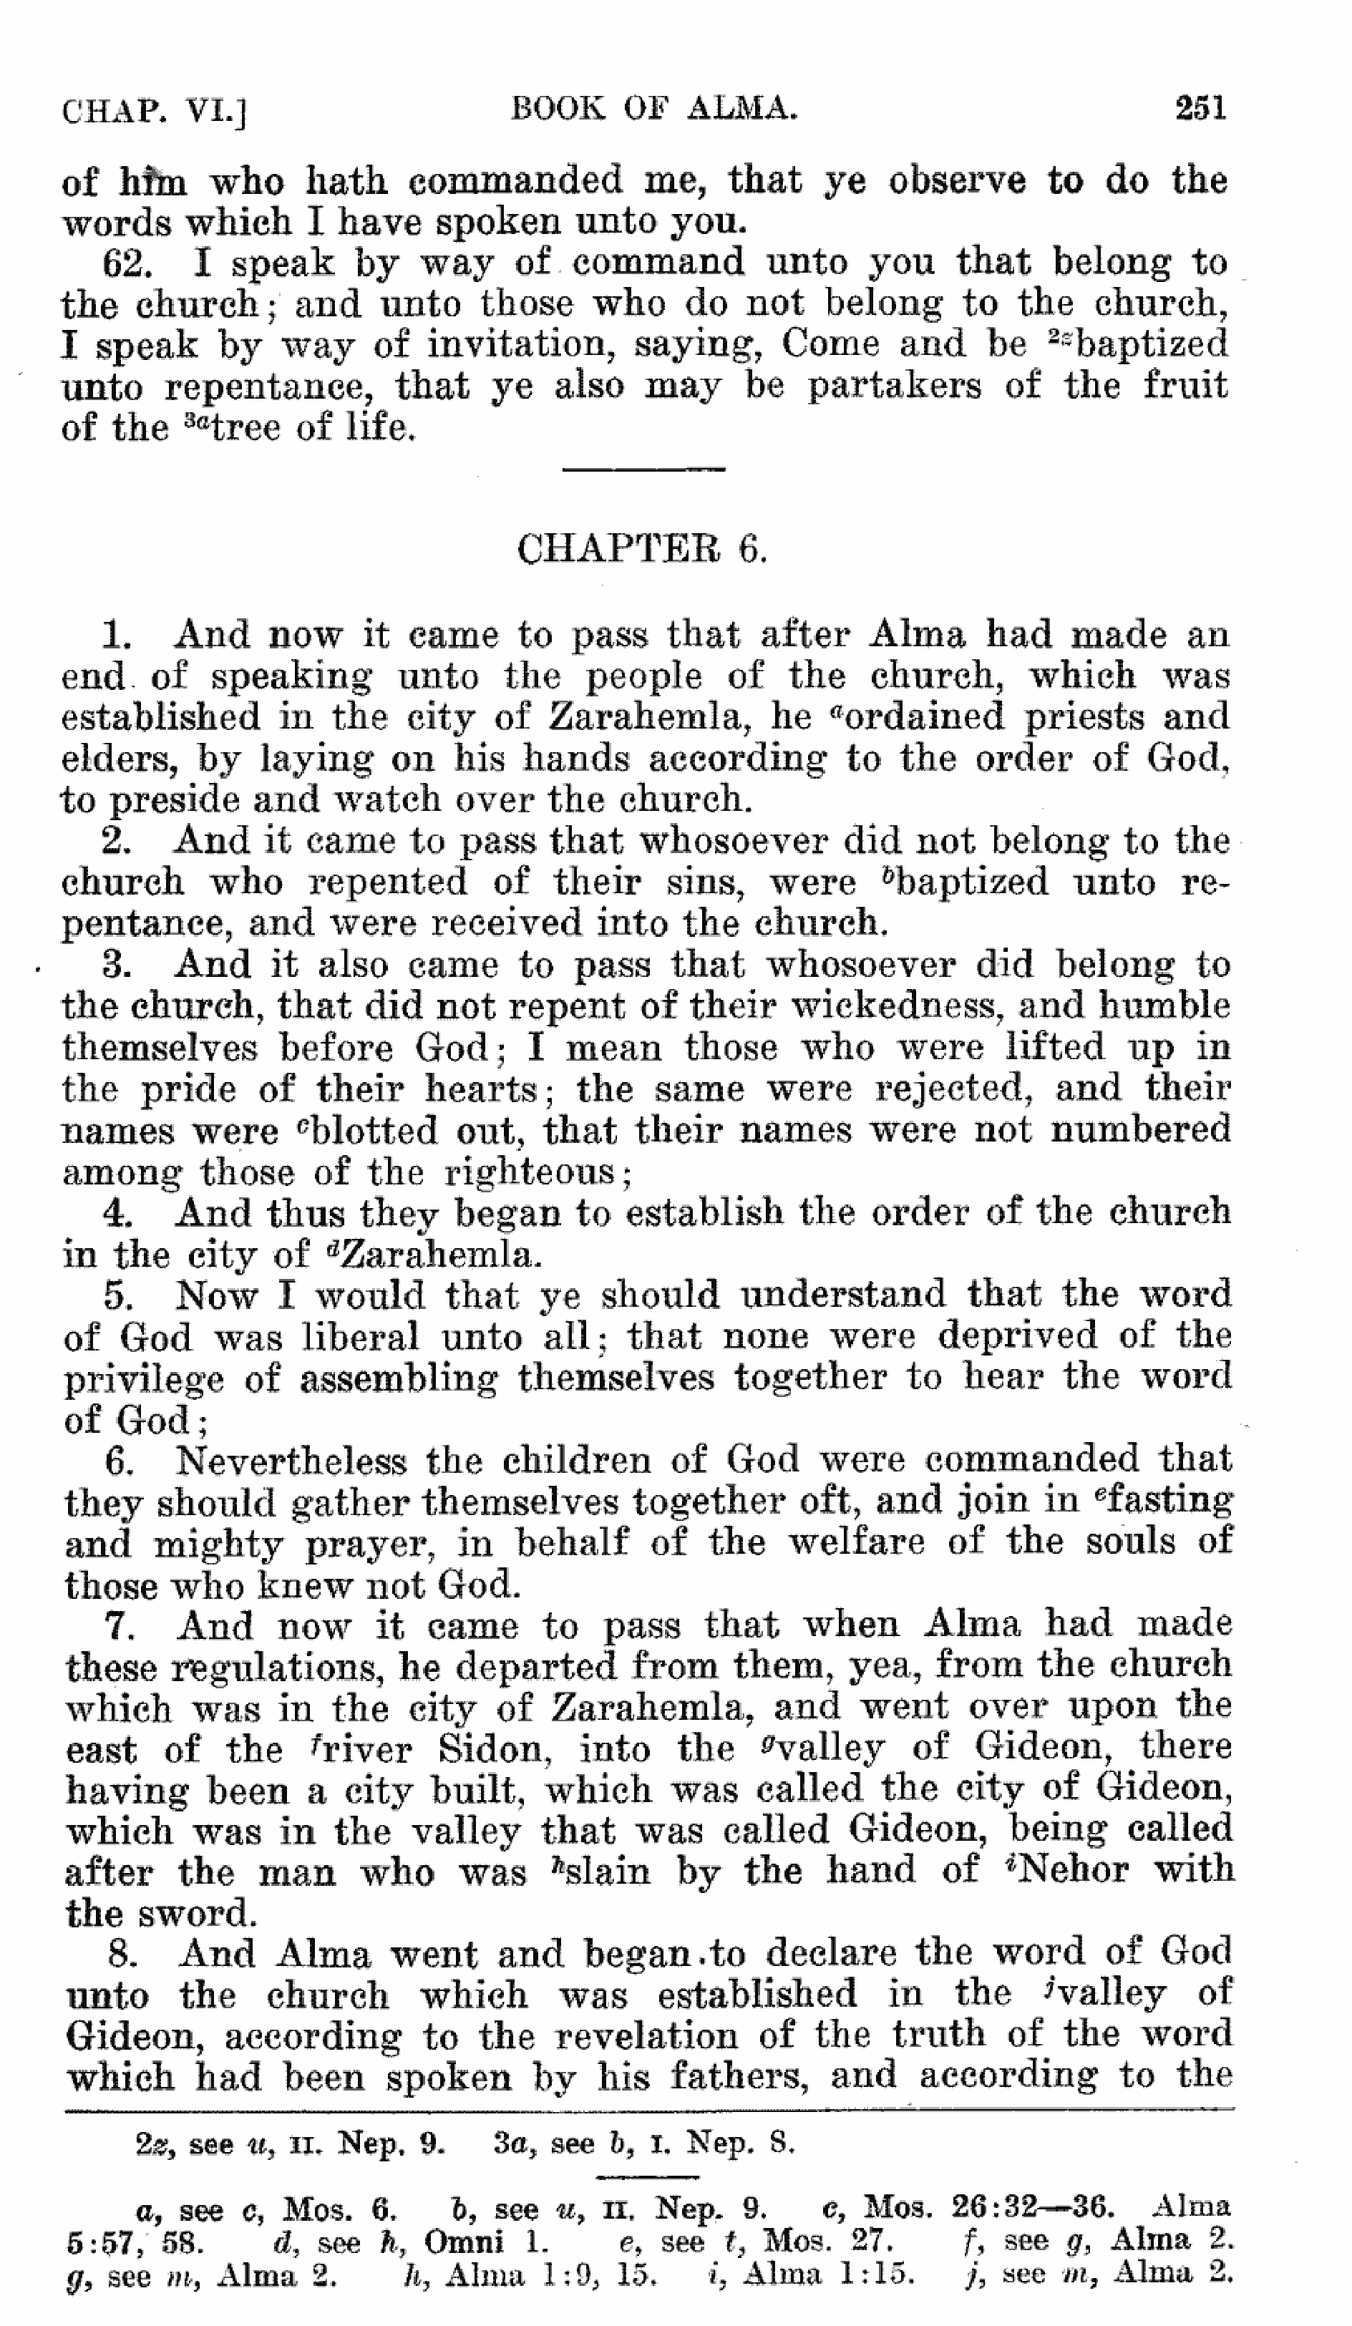 CHAP. VI.] BOOK OF ALMA. 251
of him who hath commanded me, that ye observe to do the
words which I have spoken unto you.
62. I speak by way of command unto you that belong to
the church; and unto those who do not belong to the church,
I speak by way of invitation, saying, Come and be 2zbaptized
unto repentance, that ye also may be partakers of the fruit
of the 3atree of life.
CHAPTER 6.
1. And now it came to pass that after Alma had made an
end of speaking unto the people of the church, which was
established in the city of Zarahemla, he aordained priests and
elders, by laying on his hands according to the order of God,
to preside and watch over the church.
2. And it came to pass that whosoever did not belong to the
church who repented of their sins, were bbaptized unto re-
pentance, and were received into the church.
3. And it also came to pass that whosoever did belong to
the church, that did not repent of their wickedness, and humble
themselves before God; I mean those who were lifted up in
the pride of their hearts; the same were rejected, and their
names were cblotted out, that their names were not numbered
among those of the righteous;
4. And thus they began to establish the order of the church
in the city of dZarahemla.
5. Now I would that ye should understand that the word
of God was liberal unto all; that none were deprived of the
privilege of assembling themselves together to hear the word
of God;
6. Nevertheless the children of God were commanded that
they should gather themselves together oft, and join in efasting
and mighty prayer, in behalf of the welfare of the souls of
those who knew not God.
7. And now it came to pass that when Alma had made
these regulations, he departed from them, yea, from the church
which was in the city of Zarahemla, and went over upon the
east of the friver Sidon, into the gvalley of Gideon, there
having been a city built, which was called the city of Gideon,
which was in the valley that was called Gideon, being called
after the man who was hslain by the hand of iNehor with
the sword.
8. And Alma went and began to declare the word of God
unto the church which was established in the jvalley of
Gideon, according to the revelation of the truth of the word
which had been spoken by his fathers, and according to the
2z, see u, II. Nep. 9. 3a, see b, I. Nep. 8.
a, see c, Mos. 6. b, see u, II. Nep. 9. c, Mos. 26:32—36. Alma
5:57, 58. d, see h, Omni 1. e, see t, Mos. 27. f, see g, Alma 2.
g, see m, Alma 2. h, Alma 1:9, 15. i, Alma 1:15. j, see m, Alma 2.